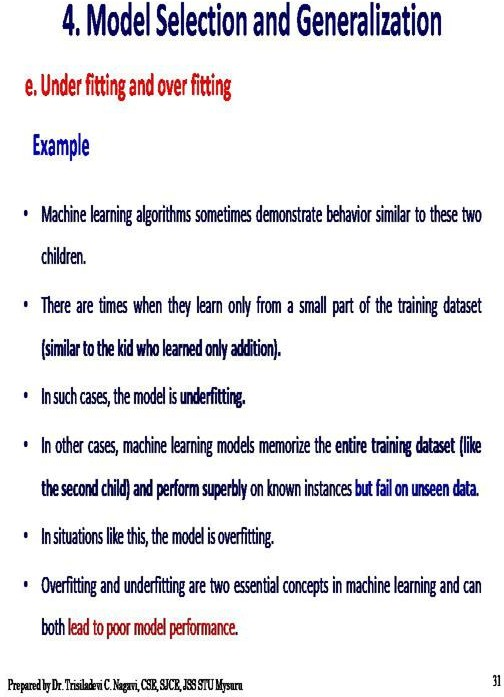 4. Model Selection and Generalization
e. Under fitting and over fitting
Example
• Machine learning algorithms sometimes demonstrate behavior similar to these two
children.
• There are times when they learn only from a small part of the training dataset
(similar to the kid who learned only addition).
• In such cases, the model is underfitting.
• In other cases, machine learning models memorize the entire training dataset (like
the second child) and perform superbly on known instances but fail on unseen data.
• In situations like this, the model is overfitting.
• Overfitting and underfitting are two essential concepts in machine learning and can
both lead to poor model performance.
Prepared by Dr. Trisiladevi C. Nagavi, CSE, SJCE, JSS STU Mysuru
31